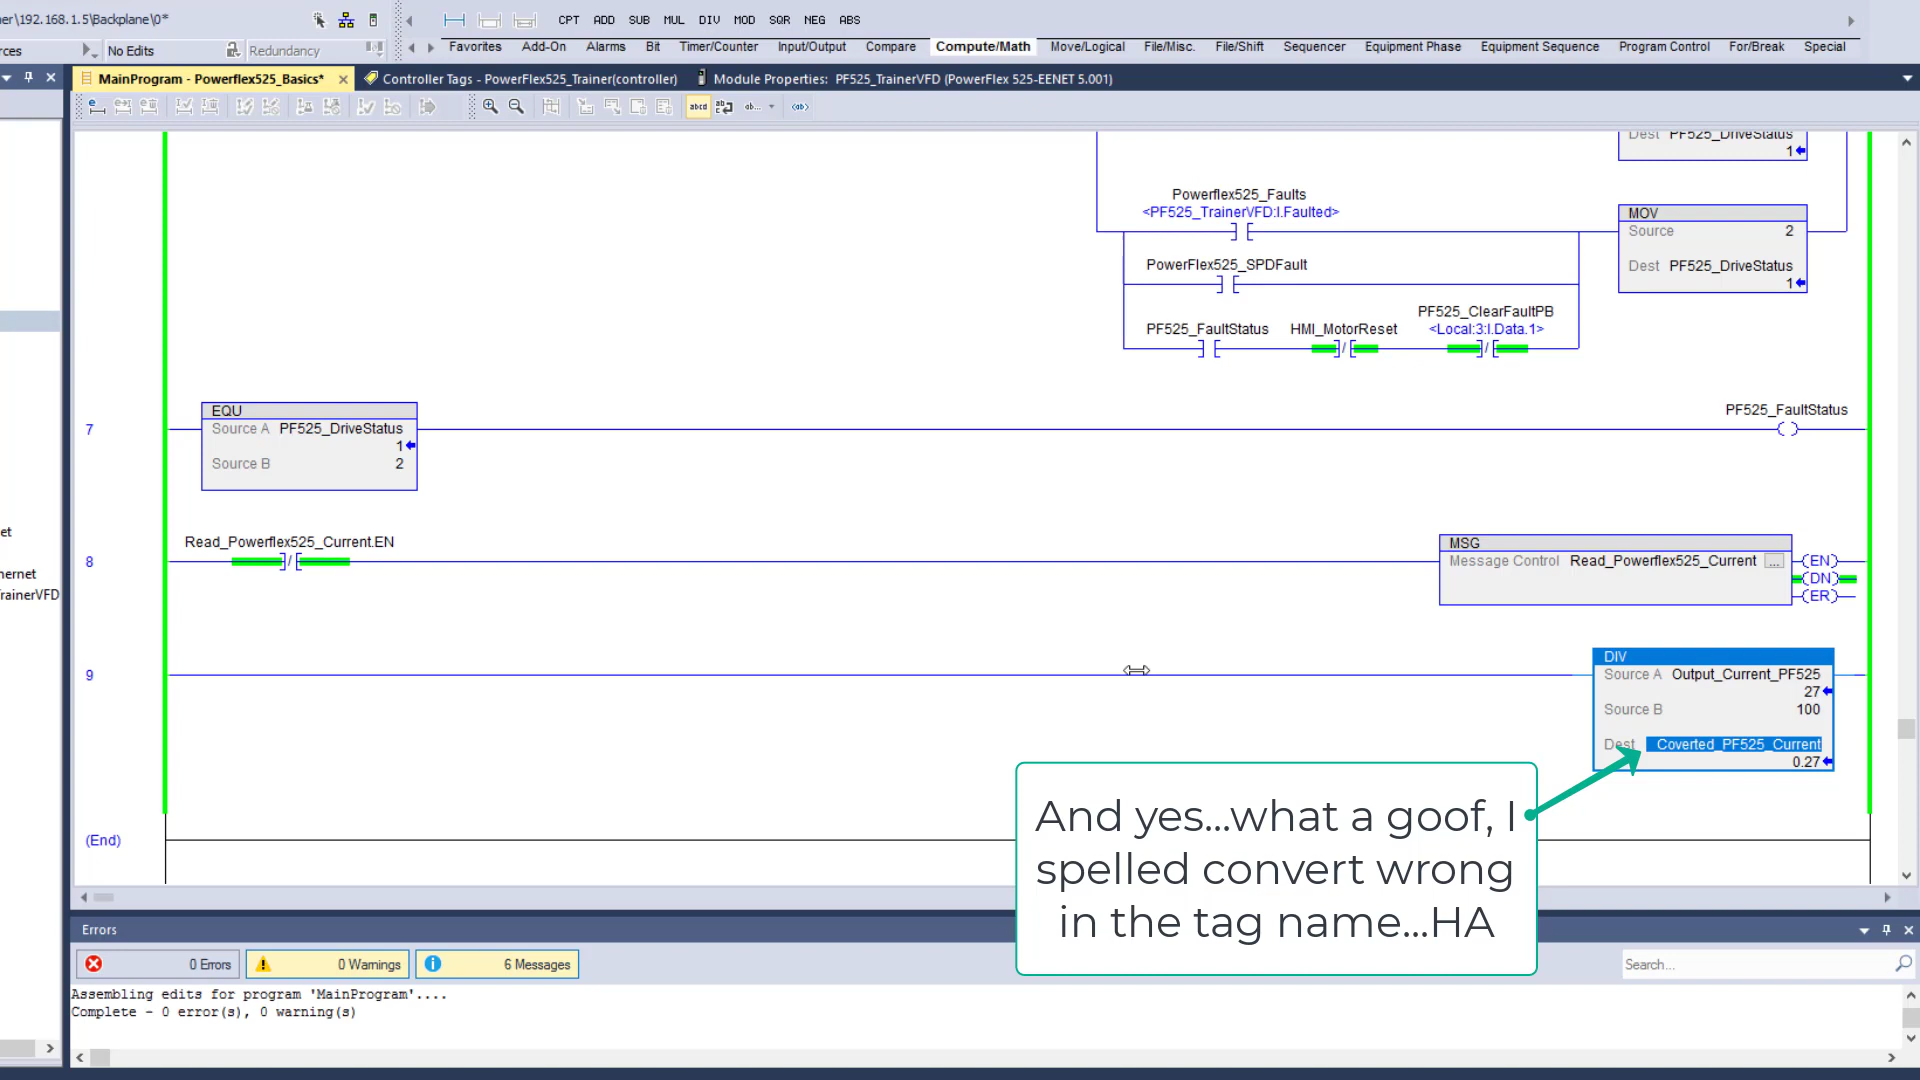 er\192.168.1.5\Backplane\0*
CPT ADD SUB MUL DIV MOD SQR NEG ABS
rces No Edits Redundancy
Favorites Add-On Alarms Bit Timer/Counter Input/Output Compare Compute/Math Move/Logical File/Misc. File/Shift Sequencer Equipment Phase Equipment Sequence Program Control For/Break Special
MainProgram - Powerflex525_Basics* Controller Tags - PowerFlex525_Trainer(controller) Module Properties: PF525_TrainerVFD (PowerFlex 525-EENET 5.001)
abcd ab...
Dest PF525_DriveStatus
1
Powerflex525_Faults
<PF525_TrainerVFD:I.Faulted>
MOV
Source 2
Dest PF525_DriveStatus
1
PowerFlex525_SPDFault
PF525_FaultStatus HMI_MotorReset
PF525_ClearFaultPB
<Local:3:I.Data.1>
7
EQU
Source A PF525_DriveStatus
1
Source B 2
PF525_FaultStatus
et
hernet
rainerVFD
8
Read_Powerflex525_Current.EN
MSG
Message Control Read_Powerflex525_Current ...
EN
DN
ER
9
DIV
Source A Output_Current_PF525
27
Source B 100
Dest Coverted_PF525_Current
0.27
And yes...what a goof, I
spelled convert wrong
in the tag name...HA
(End)
Errors
0 Errors 0 Warnings 6 Messages
Search...
Assembling edits for program 'MainProgram'....
Complete - 0 error(s), 0 warning(s)